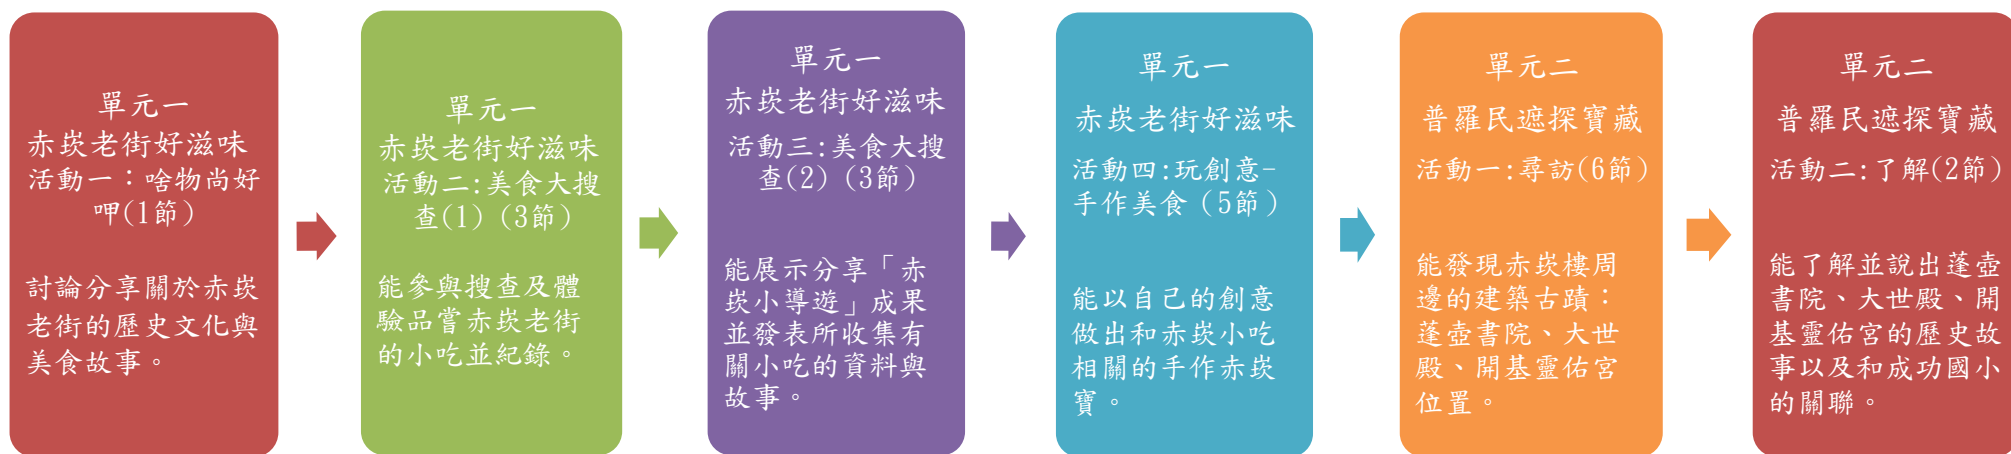 單元一
赤崁老街好滋味
活動一：啥物尚好
呷(1節)
討論分享關於赤崁
老街的歷史文化與
美食故事。
單元一
赤崁老街好滋味
活動二:美食大搜
查(1) (3節)
能參與搜查及體
驗品嘗赤崁老街
的小吃並紀錄。
單元一
赤崁老街好滋味
活動三:美食大搜
查(2) (3節)
能展示分享「赤
崁小導遊」成果
並發表所收集有
關小吃的資料與
故事。
單元一
赤崁老街好滋味
活動四:玩創意-
手作美食（5節）
能以自己的創意
做出和赤崁小吃
相關的手作赤崁
寶。
單元二
普羅民遮探寶藏
活動一:尋訪(6節)
能發現赤崁樓周
邊的建築古蹟：
蓬壺書院、大世
殿、開基靈佑宮
位置。
單元二
普羅民遮探寶藏
活動二:了解(2節)
能了解並說出蓬壺
書院、大世殿、開
基靈佑宮的歷史故
事以及和成功國小
的關聯。